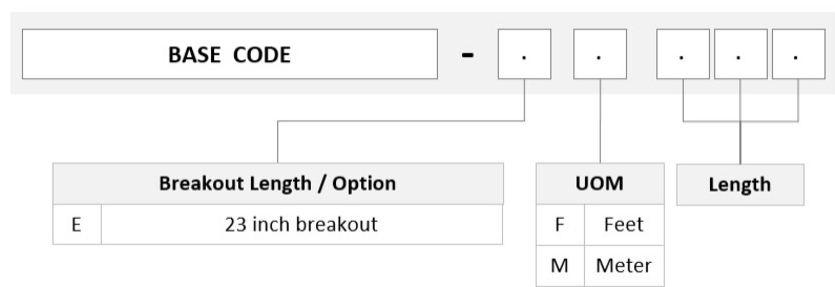 BASE CODE - . . . . .
Breakout Length / Option
E 23 inch breakout
UOM
F Feet
M Meter
Length